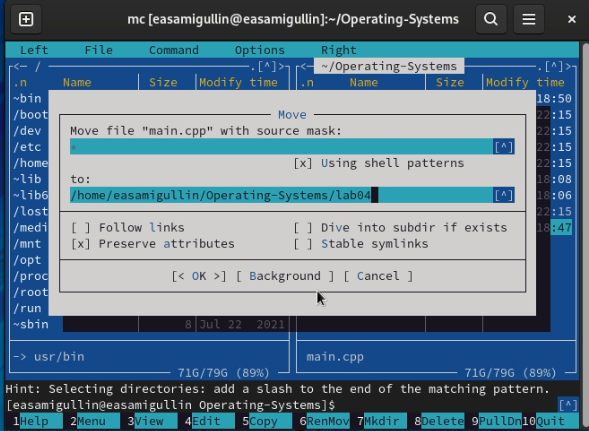 mc [easamigullin@easamigullin]:~/Operating-Systems
Left File Command Options Right
<— / .[^]> <— ~/Operating-Systems .[^]>
.n Name Size Modify time .n Name Size Modify time
~bin 18:50
/boot 22:15
/dev 22:15
/etc 22:15
/home 22:15
~lib 18:08
~lib6 18:06
/lost 22:15
/medi 18:47
/mnt
/opt
/proc
/root
/run
~sbin 8 Jul 22 2021
Move
Move file "main.cpp" with source mask:
* [^]
[x] Using shell patterns
to:
/home/easamigullin/Operating-Systems/lab04 [^]
[ ] Follow links [ ] Dive into subdir if exists
[x] Preserve attributes [ ] Stable symlinks
[< OK >] [ Background ] [ Cancel ]
-> usr/bin main.cpp
71G/79G (89%) 71G/79G (89%)
Hint: Selecting directories: add a slash to the end of the matching pattern.
[easamigullin@easamigullin Operating-Systems]$ [^]
1Help 2Menu 3View 4Edit 5Copy 6RenMov 7Mkdir 8Delete 9PullDn 10Quit